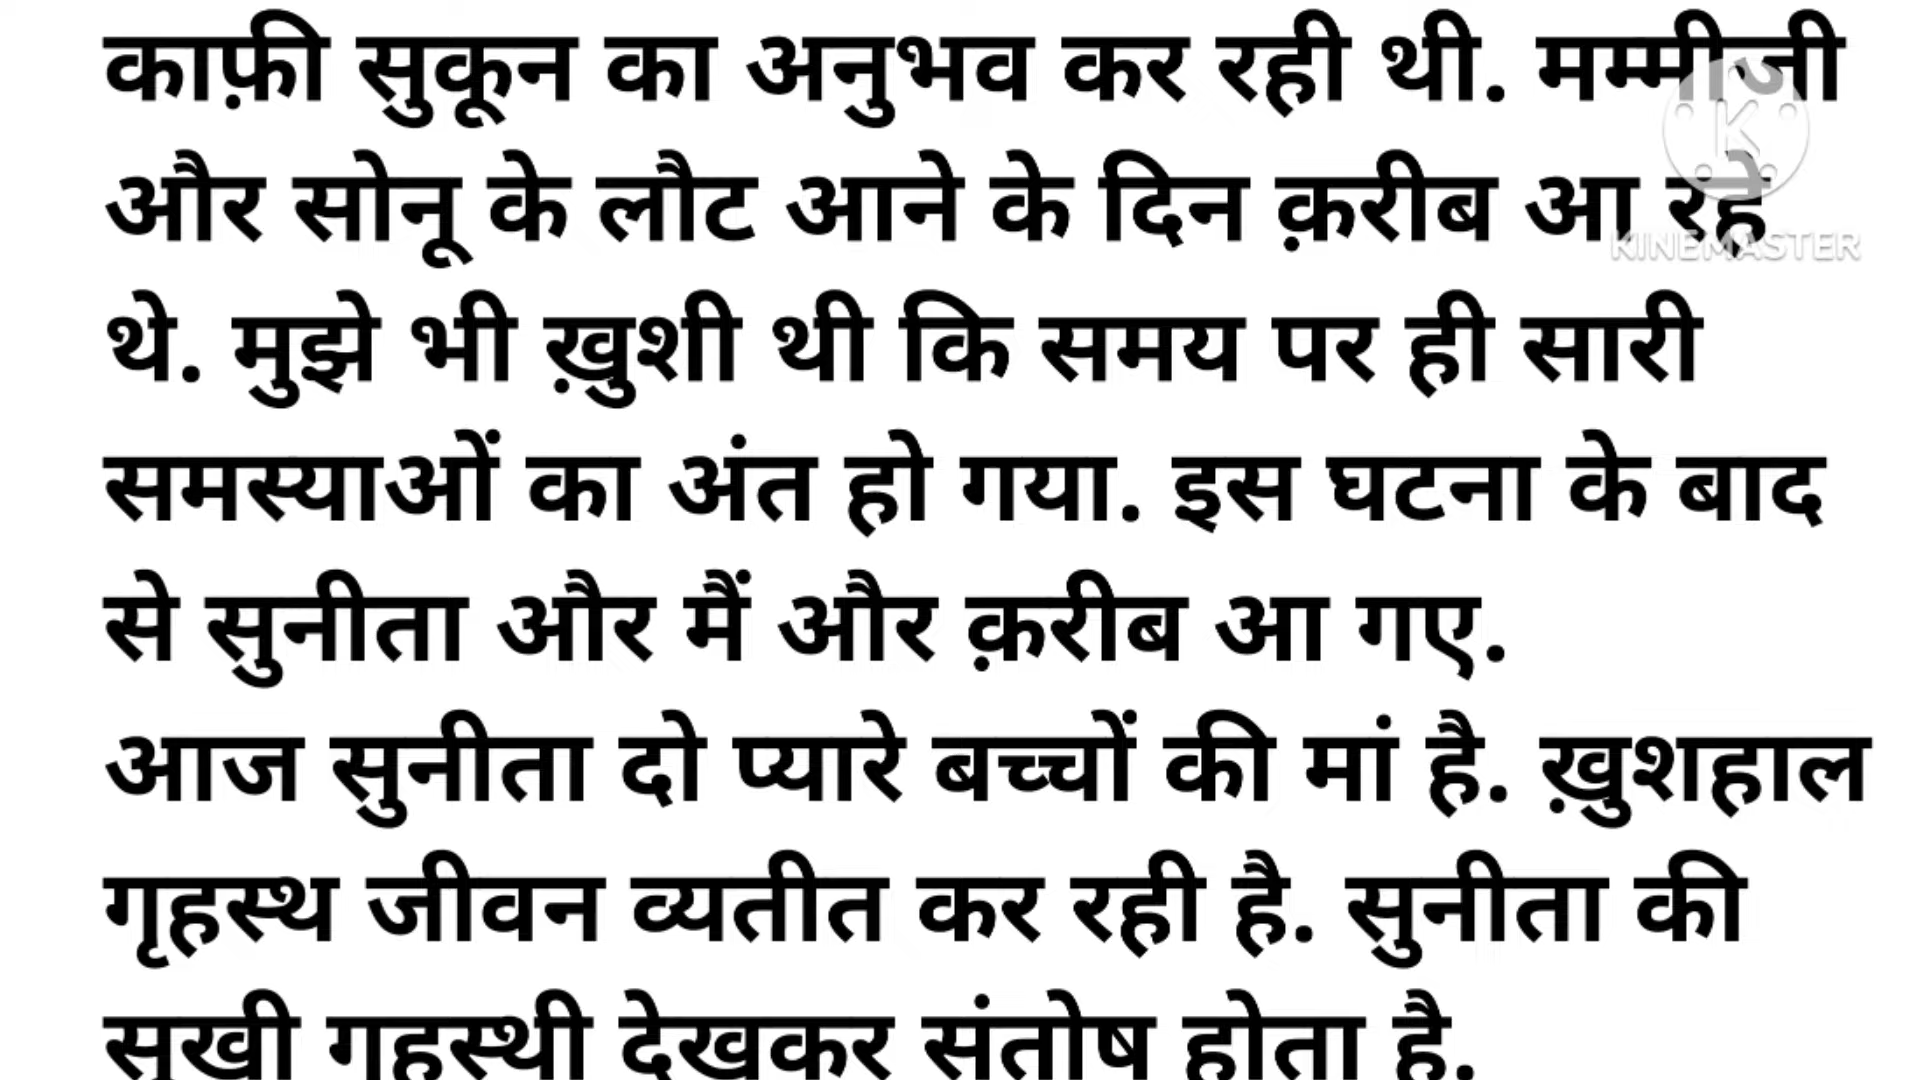 काफ़ी सुकून का अनुभव कर रही थी. मम्मीजी
और सोनू के लौट आने के दिन क़रीब आ रहे
KINEMASTER
थे. मुझे भी ख़ुशी थी कि समय पर ही सारी
समस्याओं का अंत हो गया. इस घटना के बाद
से सुनीता और मैं और क़रीब आ गए.
आज सुनीता दो प्यारे बच्चों की मां है. ख़ुशहाल
गृहस्थ जीवन व्यतीत कर रही है. सुनीता की
सुखी गृहस्थी देखकर संतोष होता है.